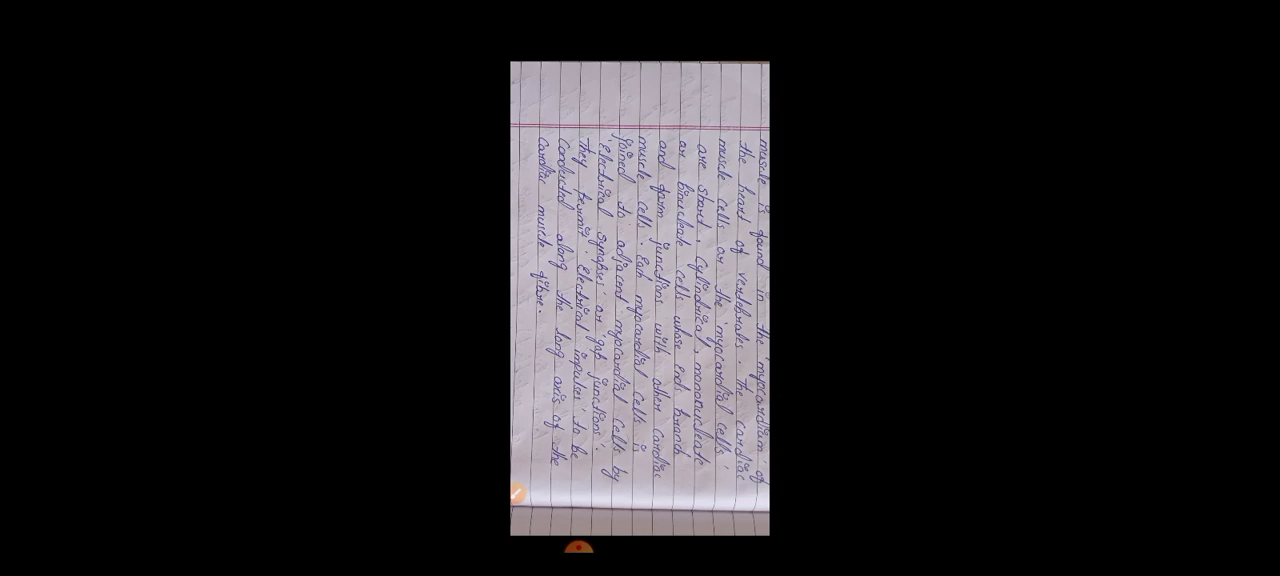 muscle is found in the 'myocardium' of
the heart of vertebrates. The cardiac
muscle cells or the 'myocardial cells'
are short, cylindrical, mononucleate
or binucleate cells whose ends branch
and form junctions with other cardiac
muscle cells. Each myocardial cells is
joined to adjacent myocardial cells by
'electrical synapses' or 'gap junctions'.
They permit 'electrical impulses' to be
conducted along the long axis of the
cardiac muscle fibre.